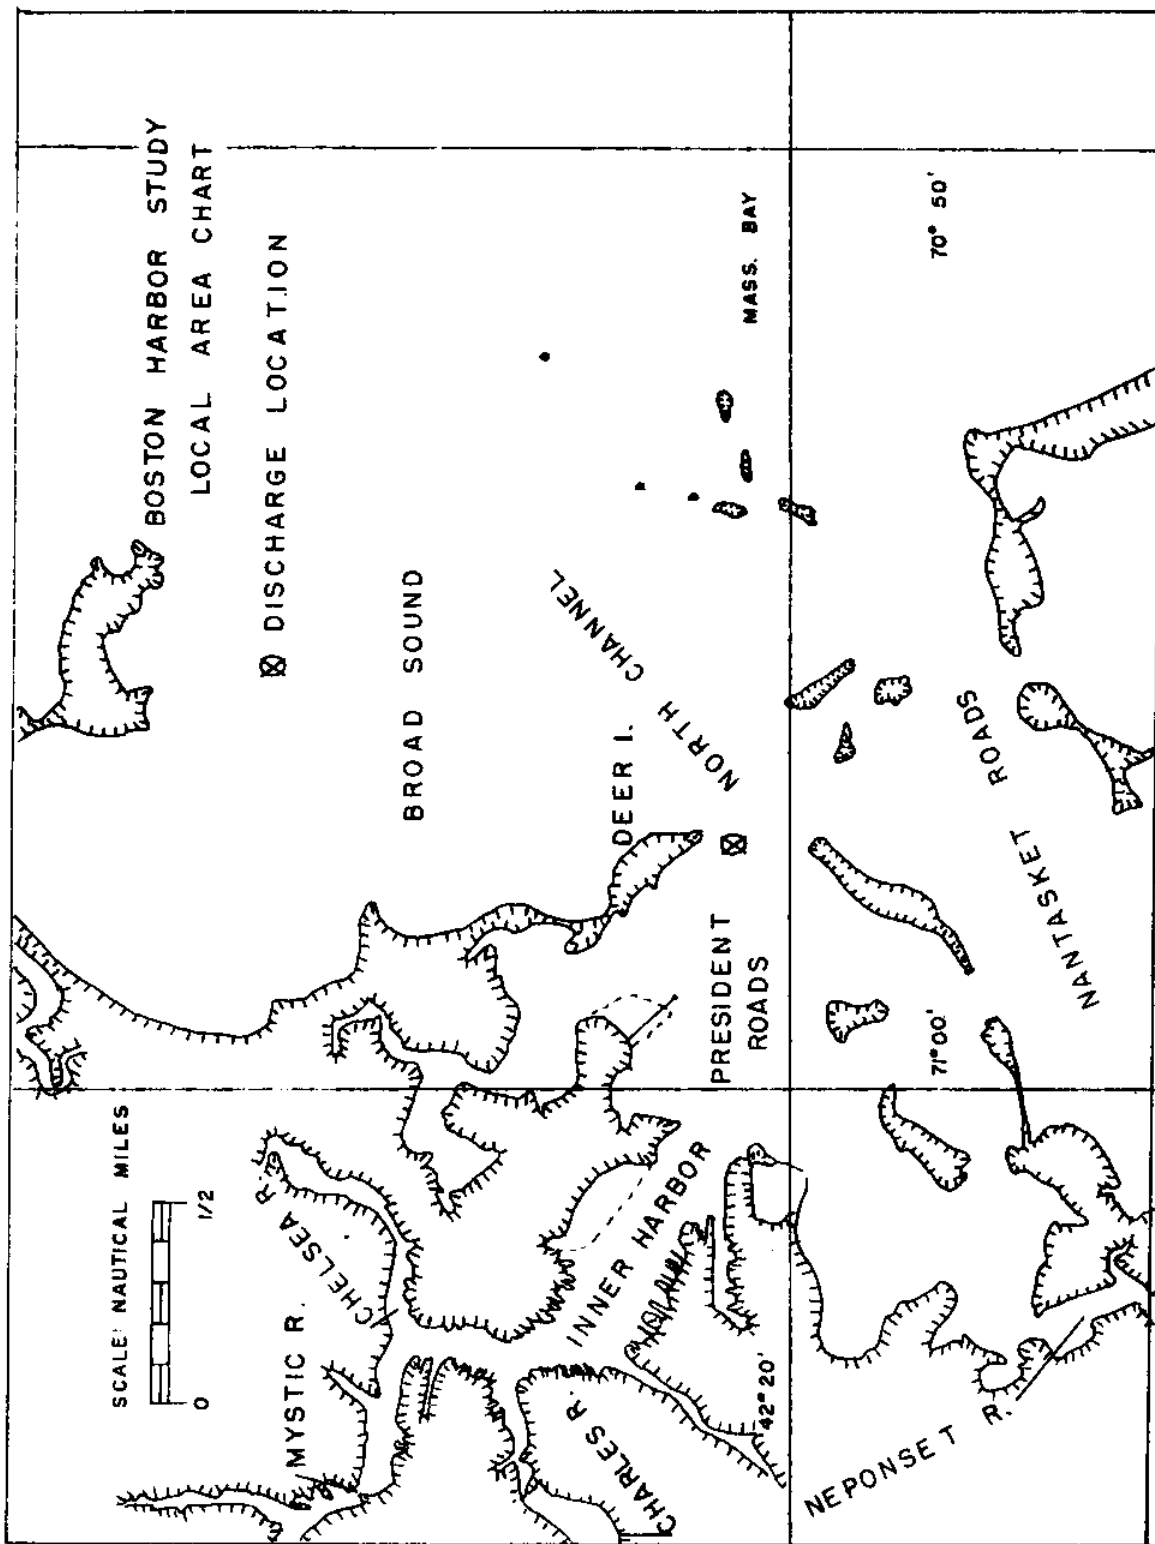 BOSTON HARBOR STUDY
LOCAL AREA CHART
DISCHARGE LOCATION
SCALE: NAUTICAL MILES
0 1/2
MYSTIC R.
CHELSEA R.
BROAD SOUND
CHARLES R.
INNER HARBOR
DEER I.
NORTH CHANNEL
PRESIDENT
ROADS
MASS. BAY
42° 20'
71° 00'
70° 50'
NEPONSET R.
NANTASKET ROADS